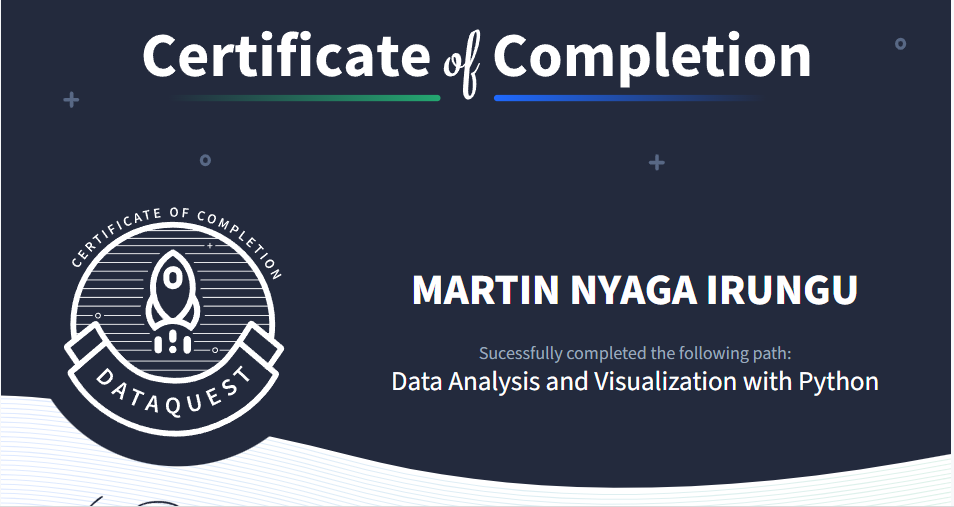 Certificate of Completion
CERTIFICATE OF COMPLETION
DATAQUEST
MARTIN NYAGA IRUNGU
Sucessfully completed the following path:
Data Analysis and Visualization with Python